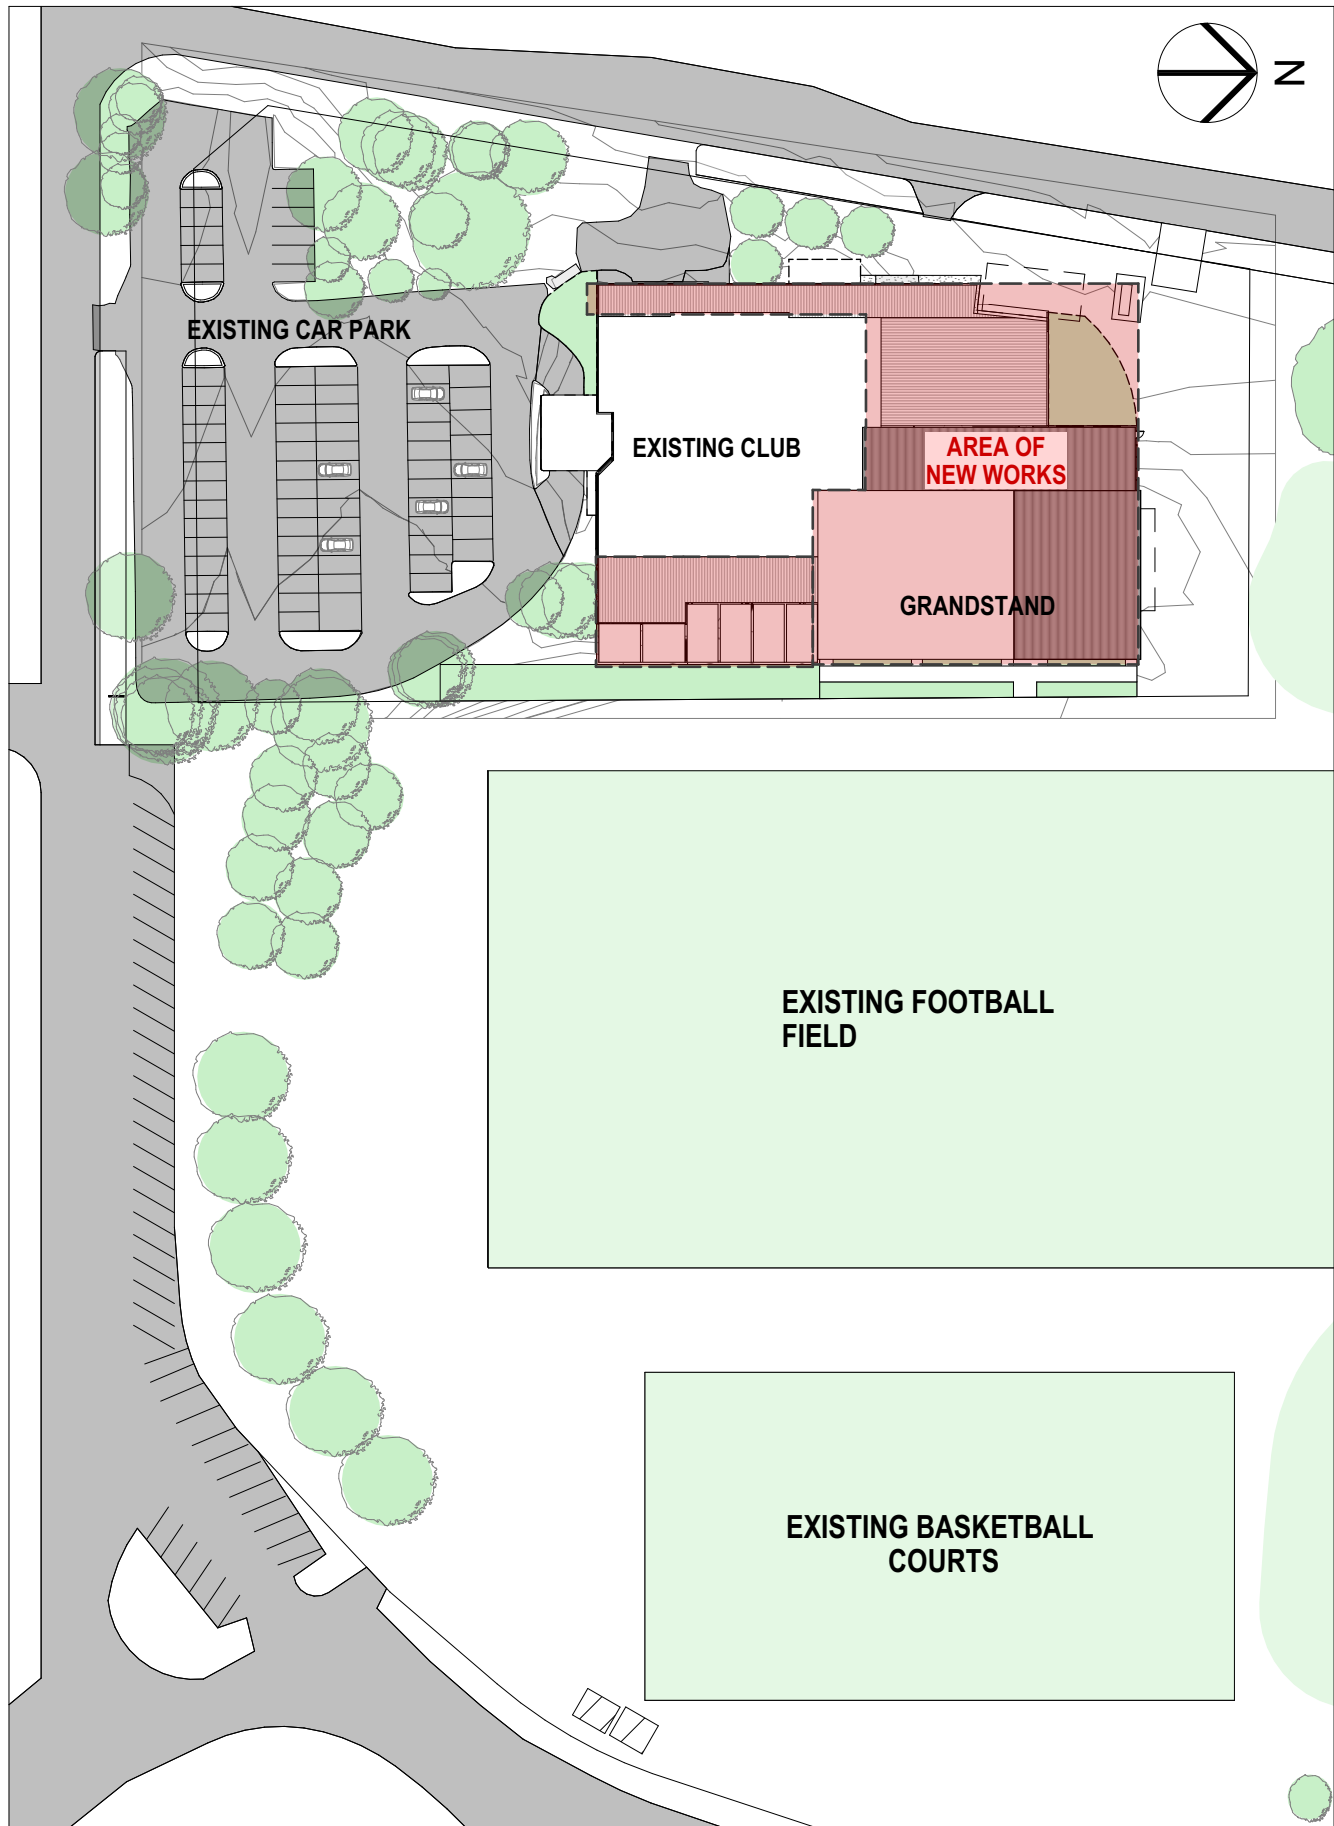 N
EXISTING CAR PARK
EXISTING CLUB
AREA OF
NEW WORKS
GRANDSTAND
EXISTING FOOTBALL
FIELD
EXISTING BASKETBALL
COURTS